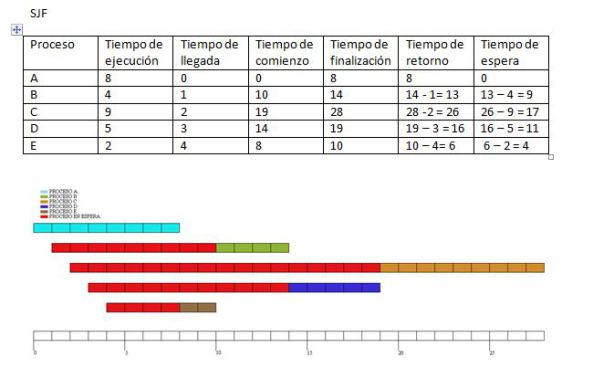 SJF
Proceso Tiempo de ejecución Tiempo de llegada Tiempo de comienzo Tiempo de finalización Tiempo de retorno Tiempo de espera
A 8 0 0 8 8 0
B 4 1 10 14 14 -1= 13 13 – 4 = 9
C 9 2 19 28 28 -2 = 26 26 – 9 = 17
D 5 3 14 19 19 – 3 = 16 16 – 5 = 11
E 2 4 8 10 10 – 4= 6 6 – 2 = 4
PROCESO A
PROCESO B
PROCESO C
PROCESO D
PROCESO E
PROCESO EN ESPERA
0 5 10 15 20 25